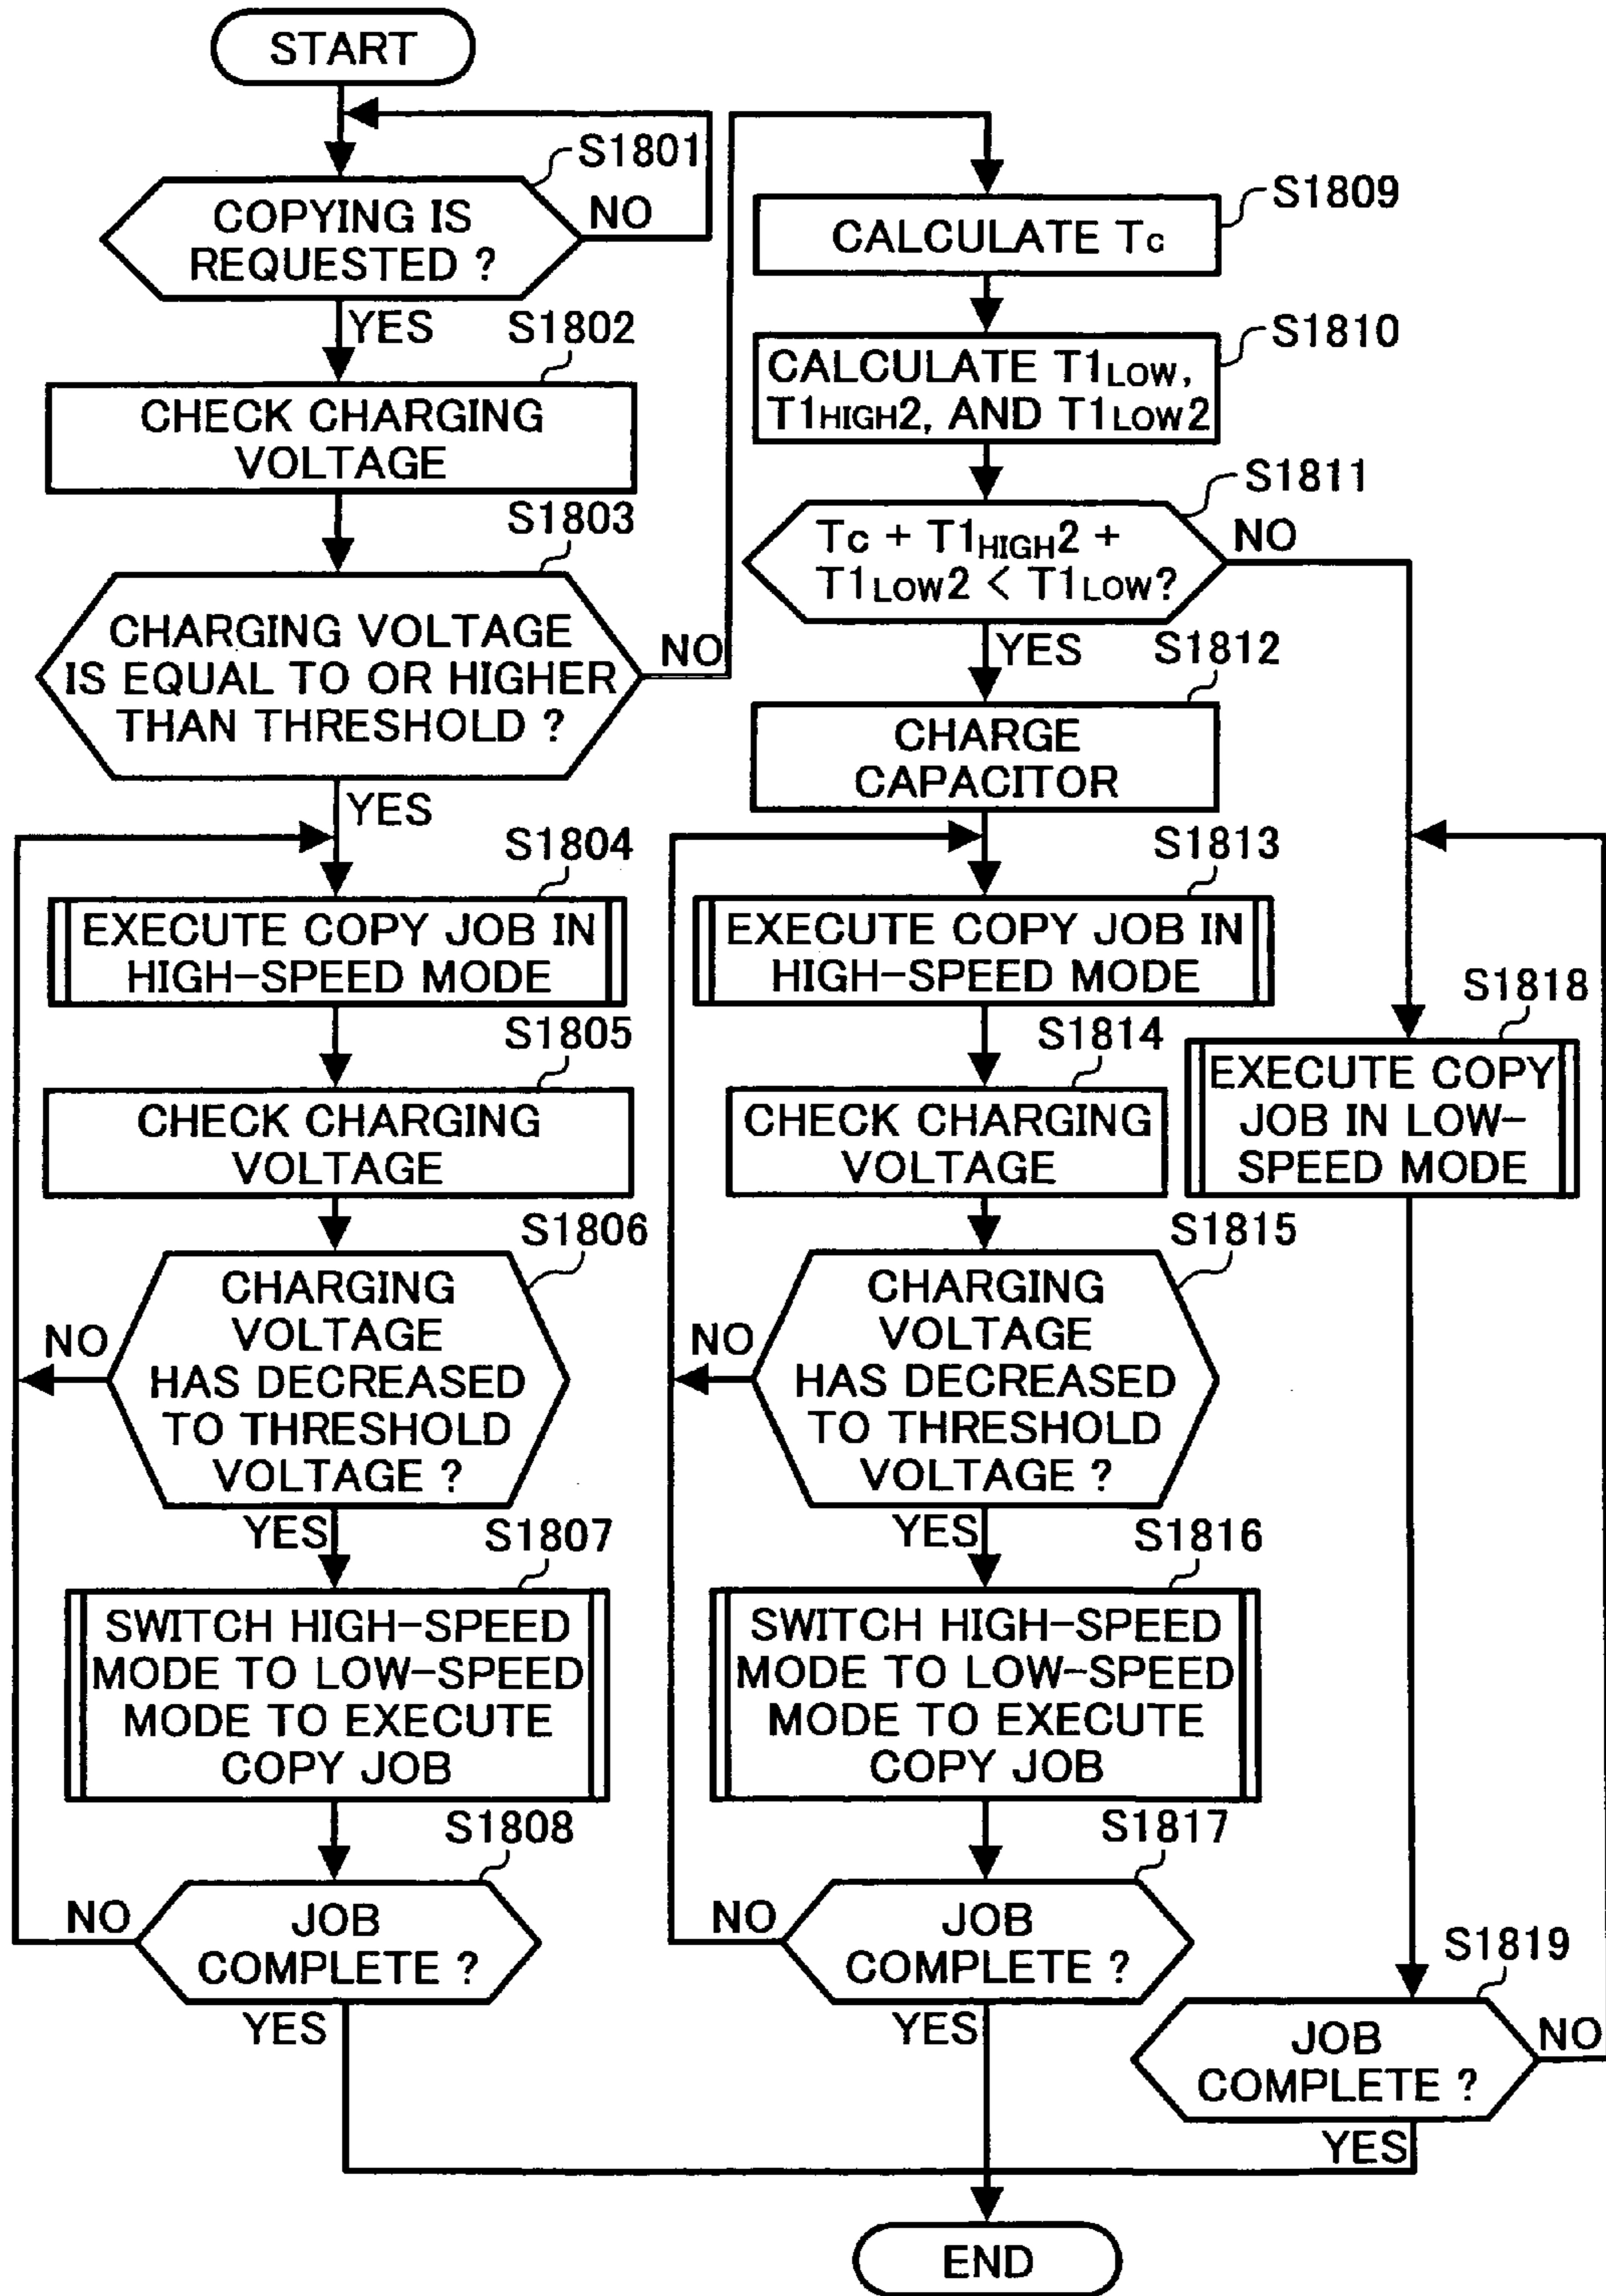 START
S1801
COPYING IS
REQUESTED ?
NO
YES
S1802
CHECK CHARGING
VOLTAGE
S1803
CHARGING VOLTAGE
IS EQUAL TO OR HIGHER
THAN THRESHOLD ?
NO
YES
S1804
EXECUTE COPY JOB IN
HIGH-SPEED MODE
S1805
CHECK CHARGING
VOLTAGE
S1806
CHARGING
VOLTAGE
HAS DECREASED
TO THRESHOLD
VOLTAGE ?
NO
YES
S1807
SWITCH HIGH-SPEED
MODE TO LOW-SPEED
MODE TO EXECUTE
COPY JOB
S1808
JOB
COMPLETE ?
NO
YES
S1809
CALCULATE Tc
S1810
CALCULATE T1LOW,
T1HIGH2, AND T1LOW2
S1811
Tc + T1HIGH2 +
T1LOW2 < T1LOW?
NO
YES
S1812
CHARGE
CAPACITOR
S1813
EXECUTE COPY JOB IN
HIGH-SPEED MODE
S1814
CHECK CHARGING
VOLTAGE
S1815
CHARGING
VOLTAGE
HAS DECREASED
TO THRESHOLD
VOLTAGE ?
NO
YES
S1816
SWITCH HIGH-SPEED
MODE TO LOW-SPEED
MODE TO EXECUTE
COPY JOB
S1817
JOB
COMPLETE ?
NO
YES
S1818
EXECUTE COPY
JOB IN LOW-
SPEED MODE
S1819
JOB
COMPLETE ?
NO
YES
END